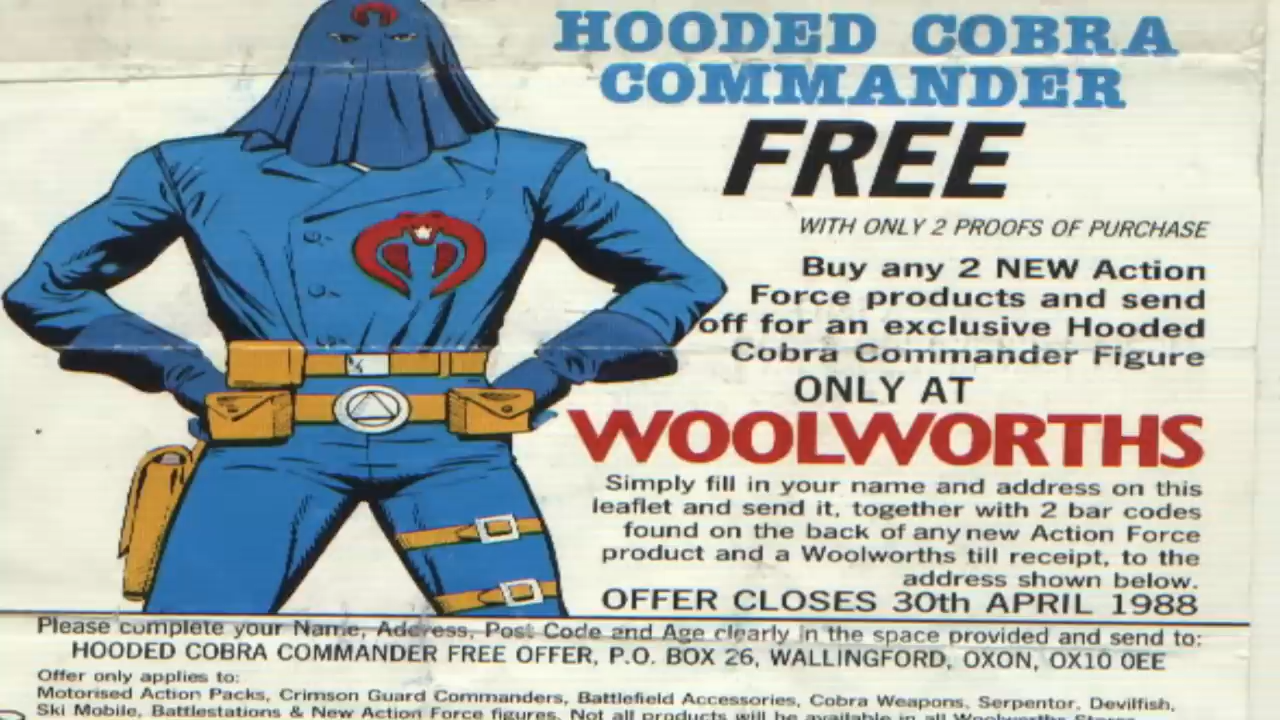 HOODED COBRA
COMMANDER
FREE
WITH ONLY 2 PROOFS OF PURCHASE
Buy any 2 NEW Action
Force products and send
off for an exclusive Hooded
Cobra Commander Figure
ONLY AT
WOOLWORTHS
Simply fill in your name and address on this
leaflet and send it, together with 2 bar codes
found on the back of any new Action Force
product and a Woolworths till receipt, to the
address shown below.
OFFER CLOSES 30th APRIL 1988
Please complete your Name, Address, Post Code and Age clearly in the space provided and send to:
HOODED COBRA COMMANDER FREE OFFER, P.O. BOX 26, WALLINGFORD, OXON, OX10 0EE
Offer only applies to:
Motorised Action Packs, Crimson Guard Commanders, Battlefield Accessories, Cobra Weapons, Serpentor, Devilfish,
Ski Mobile, Battlestations & New Action Force figures. Not all products will be available in all Woolworths Stores